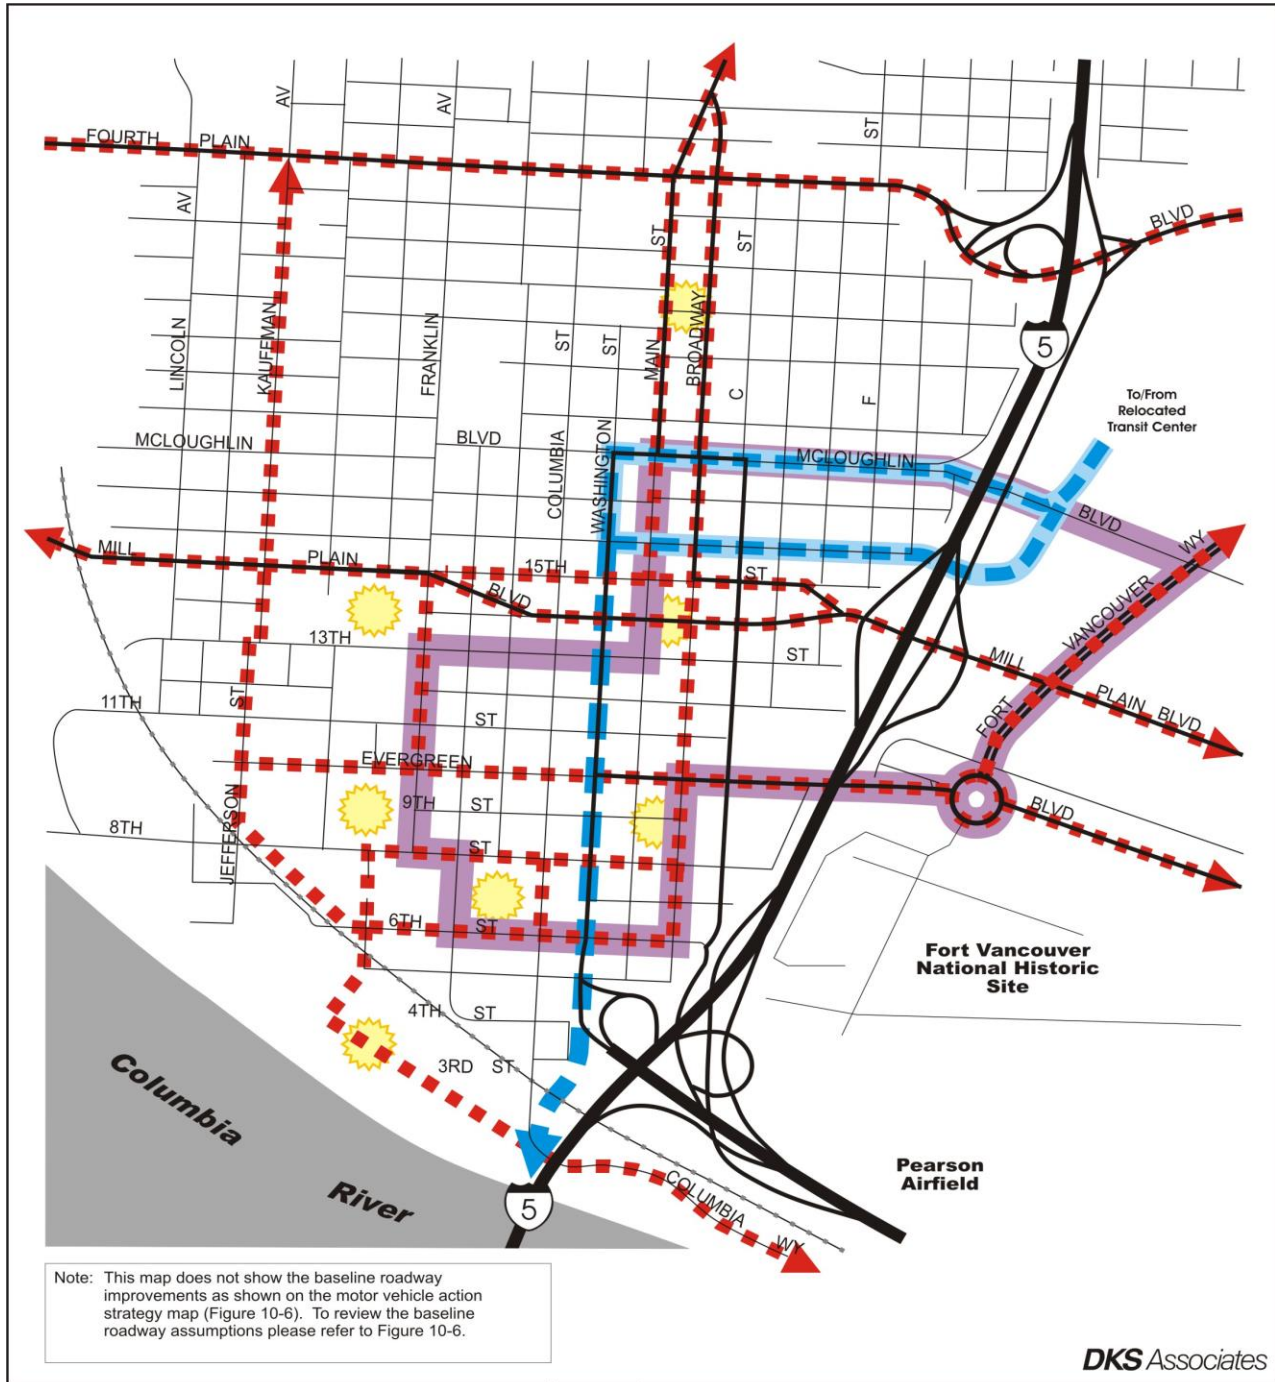 AV
AV
ST
FOURTH PLAIN
BLVD
AV
ST
ST
LINCOLN
KAUFFMAN
FRANKLIN
ST
ST
MAIN
BROADWAY
C
F
5
To/From
Relocated
Transit Center
MCLOUGHLIN
BLVD
COLUMBIA
WASHINGTON
MCLOUGHLIN
BLVD
WY
MILL
PLAIN
BLVD
15TH
ST
VANCOUVER
FORT
13TH
ST
MILL
PLAIN
BLVD
11TH
ST
ST
EVERGREEN
9TH
ST
BLVD
8TH
JEFFERSON
ST
6TH
ST
Fort Vancouver
National Historic
Site
4TH
ST
3RD ST
Columbia
River
Pearson
Airfield
COLUMBIA
WY
5
Note: This map does not show the baseline roadway
improvements as shown on the motor vehicle action
strategy map (Figure 10-6). To review the baseline
roadway assumptions please refer to Figure 10-6.
DKS Associates